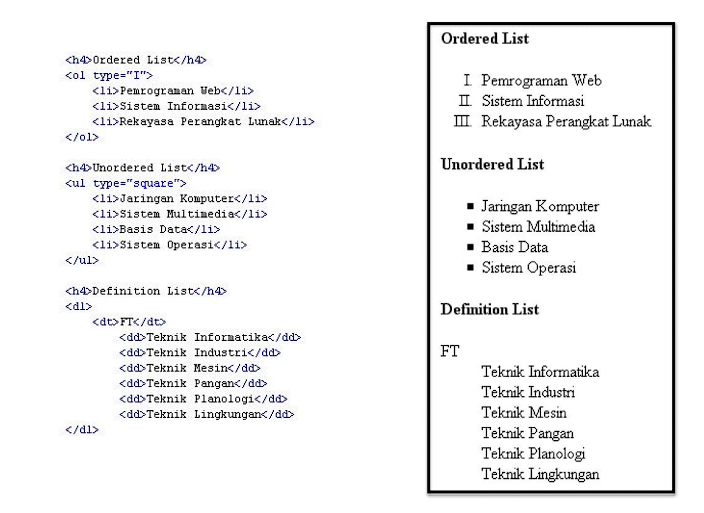 <h4>Ordered List</h4>
<ol type="I">
<li>Pemrograman Web</li>
<li>Sistem Informasi</li>
<li>Rekayasa Perangkat Lunak</li>
</ol>
<h4>Unordered List</h4>
<ul type="square">
<li>Jaringan Komputer</li>
<li>Sistem Multimedia</li>
<li>Basis Data</li>
<li>Sistem Operasi</li>
</ul>
<h4>Definition List</h4>
<dl>
<dt>FT</dt>
<dd>Teknik Informatika</dd>
<dd>Teknik Industri</dd>
<dd>Teknik Mesin</dd>
<dd>Teknik Pangan</dd>
<dd>Teknik Planologi</dd>
<dd>Teknik Lingkungan</dd>
</dl>
Ordered List
I. Pemrograman Web
II. Sistem Informasi
III. Rekayasa Perangkat Lunak
Unordered List
▪ Jaringan Komputer
▪ Sistem Multimedia
▪ Basis Data
▪ Sistem Operasi
Definition List
FT
Teknik Informatika
Teknik Industri
Teknik Mesin
Teknik Pangan
Teknik Planologi
Teknik Lingkungan